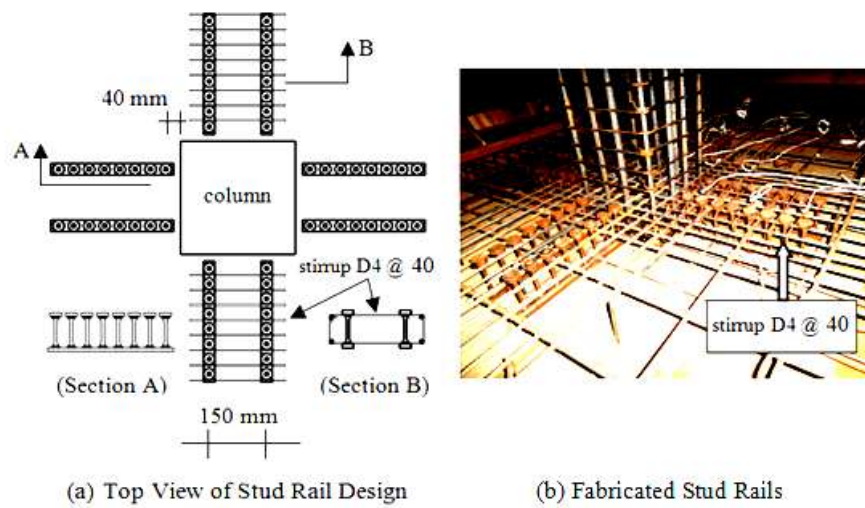 B
40 mm
A
column
stirrup D4 @ 40
(Section A)
(Section B)
150 mm
stirrup D4 @ 40
(a) Top View of Stud Rail Design
(b) Fabricated Stud Rails